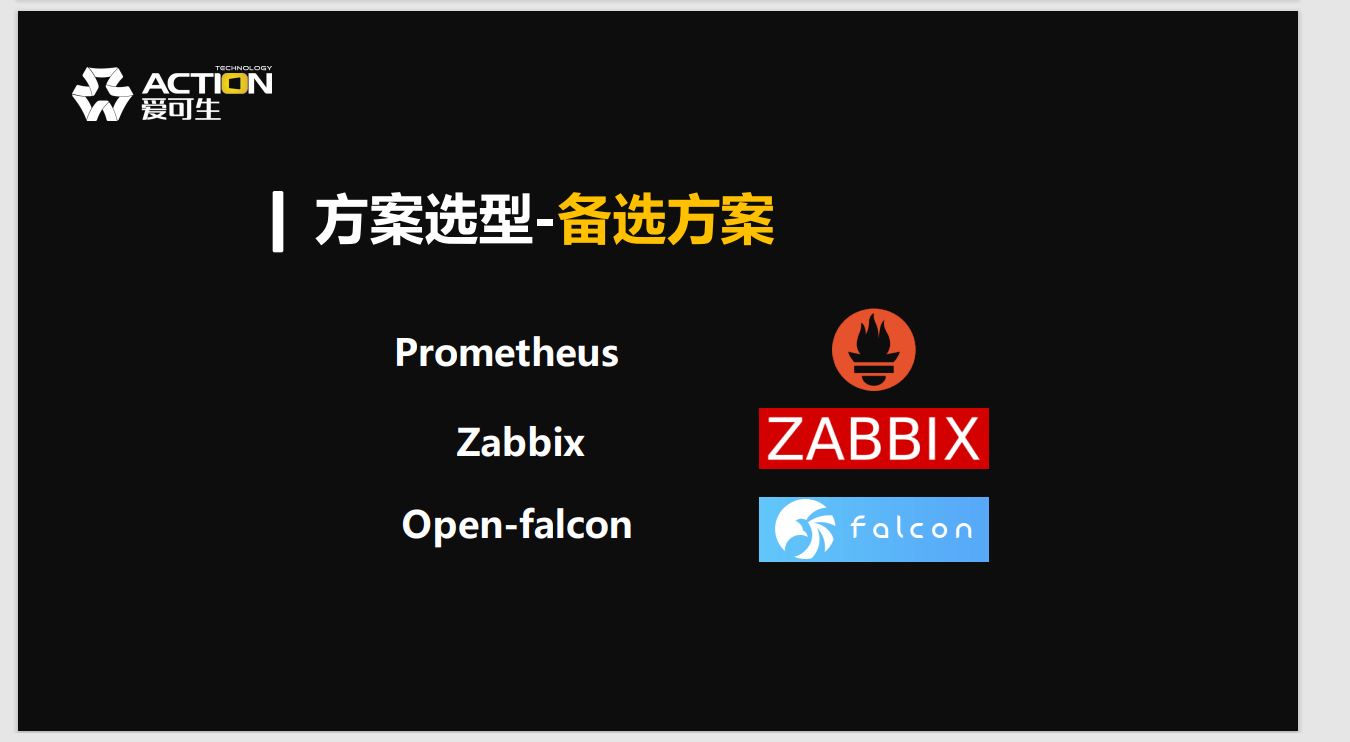 TECHNOLOGY
ACTION
爱可生
方案选型-备选方案
Prometheus
Zabbix
ZABBIX
Open-falcon
falcon